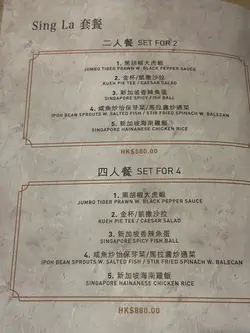 Sing La 套餐
二人餐 SET FOR 2
1. 黑胡椒大虎蝦
JUMBO TIGER PRAWN W. BLACK PEPPER SAUCE
2. 金杯/凱撒沙拉
KUEH PIE TEE / CAESAR SALAD
3. 新加坡香辣魚蛋
SINGAPORE SPICY FISH BALL
4. 咸魚炒怡保芽菜/馬拉盞炒通菜
IPOH BEAN SPROUTS W. SALTED FISH / STIR FRIED SPINACH W. BALECAN
5. 新加坡海南雞飯
SINGAPORE HAINANESE CHICKEN RICE
HK$580.00
四人餐 SET FOR 4
1. 黑胡椒大虎蝦
JUMBO TIGER PRAWN W. BLACK PEPPER SAUCE
2. 金杯/凱撒沙拉
KUEH PIE TEE / CAESAR SALAD
3. 新加坡香辣魚蛋
SINGAPORE SPICY FISH BALL
4. 咸魚炒怡保芽菜/馬拉盞炒通菜
IPOH BEAN SPROUTS W. SALTED FISH / STIR FRIED SPINACH W. BALECAN
5. 新加坡海南雞飯
SINGAPORE HAINANESE CHICKEN RICE
HK$880.00